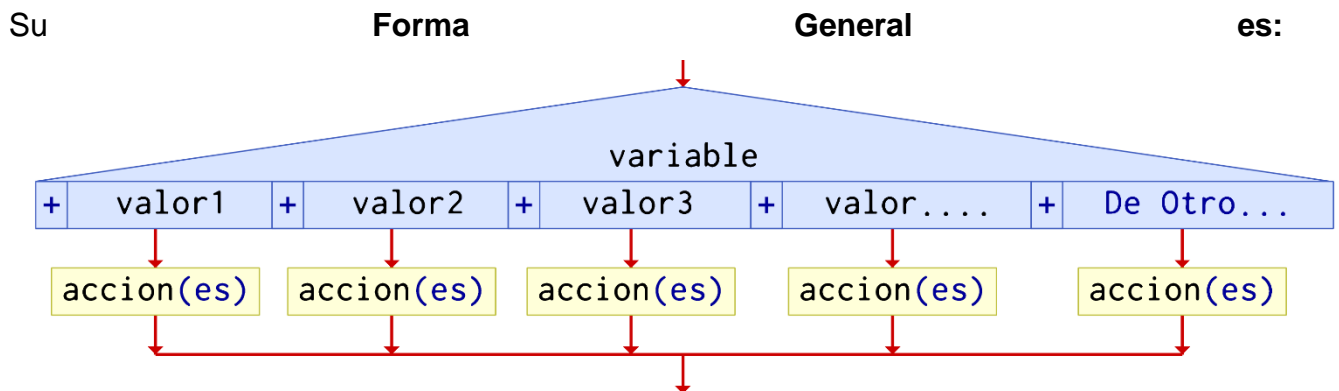 Su Forma General es:
variable
+ valor1 + valor2 + valor3 + valor.... + De Otro...
accion(es) accion(es) accion(es) accion(es) accion(es)